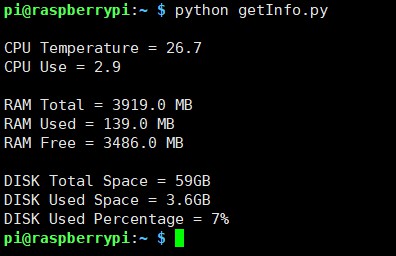 pi@raspberrypi:~ $ python getInfo.py
CPU Temperature = 26.7
CPU Use = 2.9
RAM Total = 3919.0 MB
RAM Used = 139.0 MB
RAM Free = 3486.0 MB
DISK Total Space = 59GB
DISK Used Space = 3.6GB
DISK Used Percentage = 7%
pi@raspberrypi:~ $